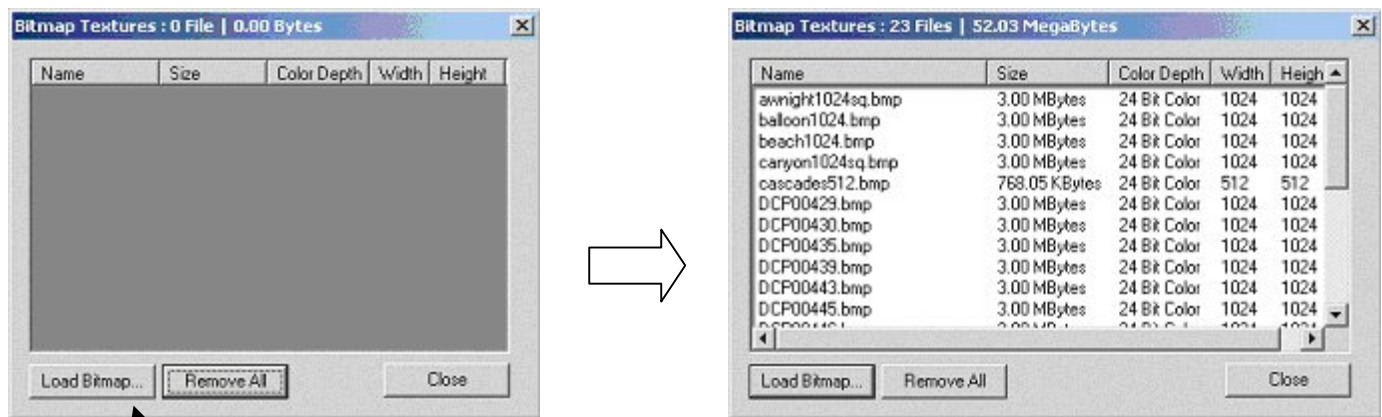 Bitmap Textures : 0 File | 0.00 Bytes
Name Size Color Depth Width Height
Load Bitmap... Remove All Close
Bitmap Textures : 23 Files | 52.03 MegaBytes
Name Size Color Depth Width Heigh
awnight1024sq.bmp 3.00 MBytes 24 Bit Color 1024 1024
balloon1024.bmp 3.00 MBytes 24 Bit Color 1024 1024
beach1024.bmp 3.00 MBytes 24 Bit Color 1024 1024
canyon1024sq.bmp 3.00 MBytes 24 Bit Color 1024 1024
cascades512.bmp 768.05 KBytes 24 Bit Color 512 512
DCP00429.bmp 3.00 MBytes 24 Bit Color 1024 1024
DCP00430.bmp 3.00 MBytes 24 Bit Color 1024 1024
DCP00435.bmp 3.00 MBytes 24 Bit Color 1024 1024
DCP00439.bmp 3.00 MBytes 24 Bit Color 1024 1024
DCP00443.bmp 3.00 MBytes 24 Bit Color 1024 1024
DCP00445.bmp 3.00 MBytes 24 Bit Color 1024 1024
Load Bitmap... Remove All Close